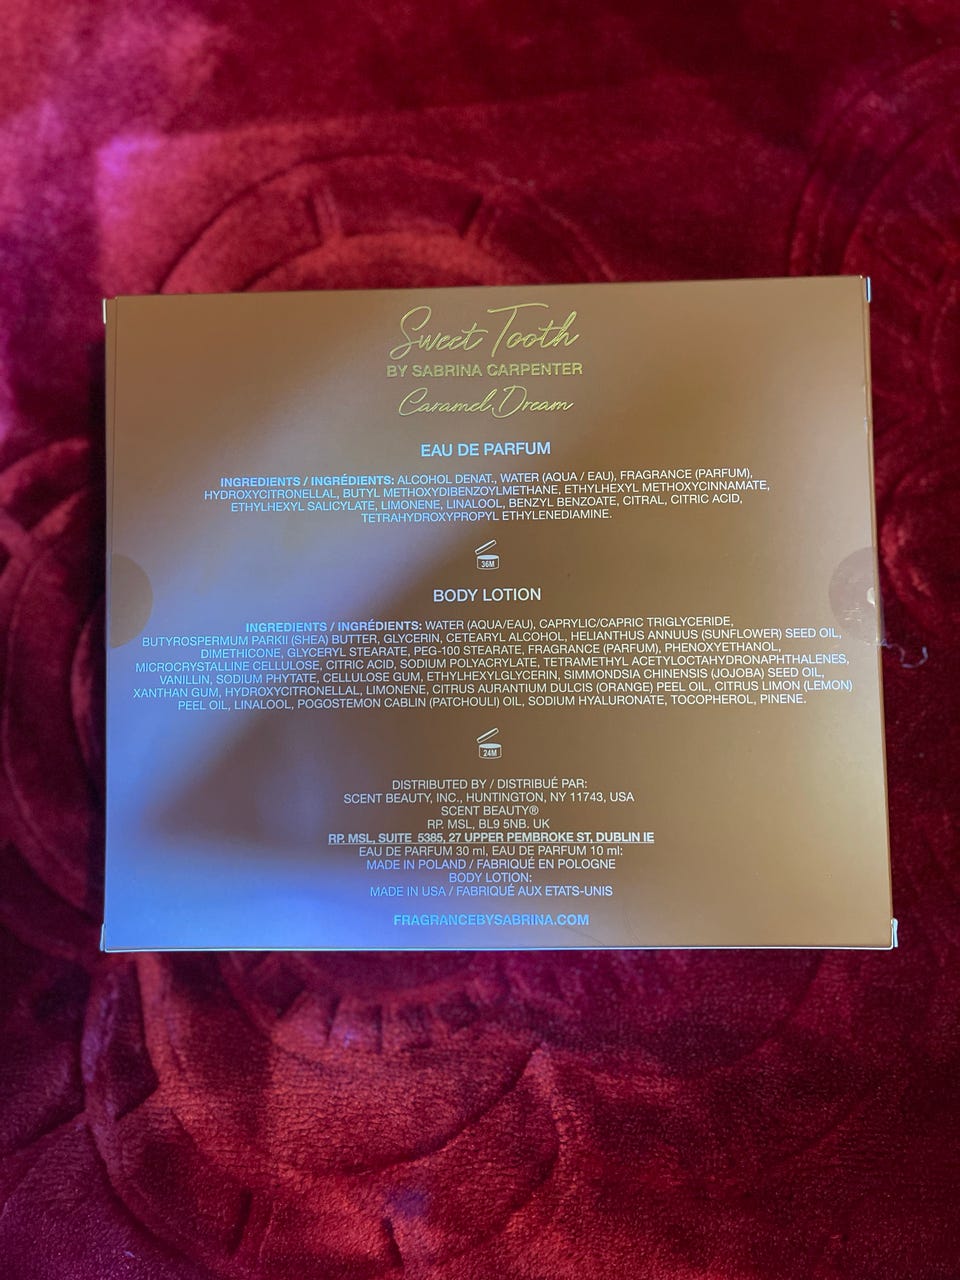 Sweet Tooth
BY SABRINA CARPENTER
Caramel Dream
EAU DE PARFUM
INGREDIENTS / INGRÉDIENTS: ALCOHOL DENAT., WATER (AQUA / EAU), FRAGRANCE (PARFUM),
HYDROXYCITRONELLAL, BUTYL METHOXYDIBENZOYLMETHANE, ETHYLHEXYL METHOXYCINNAMATE,
ETHYLHEXYL SALICYLATE, LIMONENE, LINALOOL, BENZYL BENZOATE, CITRAL, CITRIC ACID,
TETRAHYDROXYPROPYL ETHYLENEDIAMINE.
36M
BODY LOTION
INGREDIENTS / INGRÉDIENTS: WATER (AQUA/EAU), CAPRYLIC/CAPRIC TRIGLYCERIDE,
BUTYROSPERMUM PARKII (SHEA) BUTTER, GLYCERIN, CETEARYL ALCOHOL, HELIANTHUS ANNUUS (SUNFLOWER) SEED OIL,
DIMETHICONE, GLYCERYL STEARATE, PEG-100 STEARATE, FRAGRANCE (PARFUM), PHENOXYETHANOL,
MICROCRYSTALLINE CELLULOSE, CITRIC ACID, SODIUM POLYACRYLATE, TETRAMETHYL ACETYLOCTAHYDRONAPHTHALENES,
VANILLIN, SODIUM PHYTATE, CELLULOSE GUM, ETHYLHEXYLGLYCERIN, SIMMONDSIA CHINENSIS (JOJOBA) SEED OIL,
XANTHAN GUM, HYDROXYCITRONELLAL, LIMONENE, CITRUS AURANTIUM DULCIS (ORANGE) PEEL OIL, CITRUS LIMON (LEMON)
PEEL OIL, LINALOOL, POGOSTEMON CABLIN (PATCHOULI) OIL, SODIUM HYALURONATE, TOCOPHEROL, PINENE.
24M
DISTRIBUTED BY / DISTRIBUÉ PAR:
SCENT BEAUTY, INC., HUNTINGTON, NY 11743, USA
SCENT BEAUTY®
RP. MSL, BL9 5NB. UK
RP. MSL, SUITE 5385, 27 UPPER PEMBROKE ST, DUBLIN IE
EAU DE PARFUM 30 ml, EAU DE PARFUM 10 ml:
MADE IN POLAND / FABRIQUÉ EN POLOGNE
BODY LOTION:
MADE IN USA / FABRIQUÉ AUX ETATS-UNIS
FRAGRANCEBYSABRINA.COM